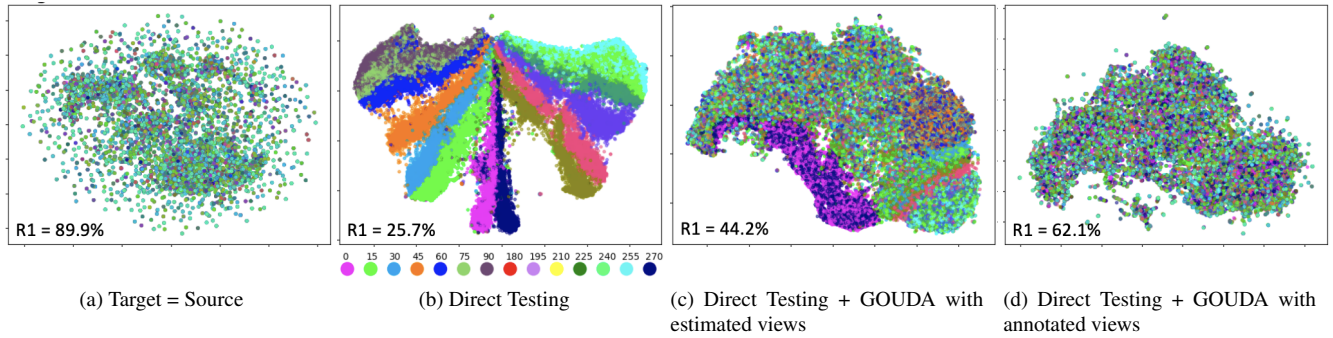 R1 = 89.9%
R1 = 25.7%
R1 = 44.2%
R1 = 62.1%
0 15 30 45 60 75 90 180 195 210 225 240 255 270
(a) Target = Source
(b) Direct Testing
(c) Direct Testing + GOUDA with
estimated views
(d) Direct Testing + GOUDA with
annotated views